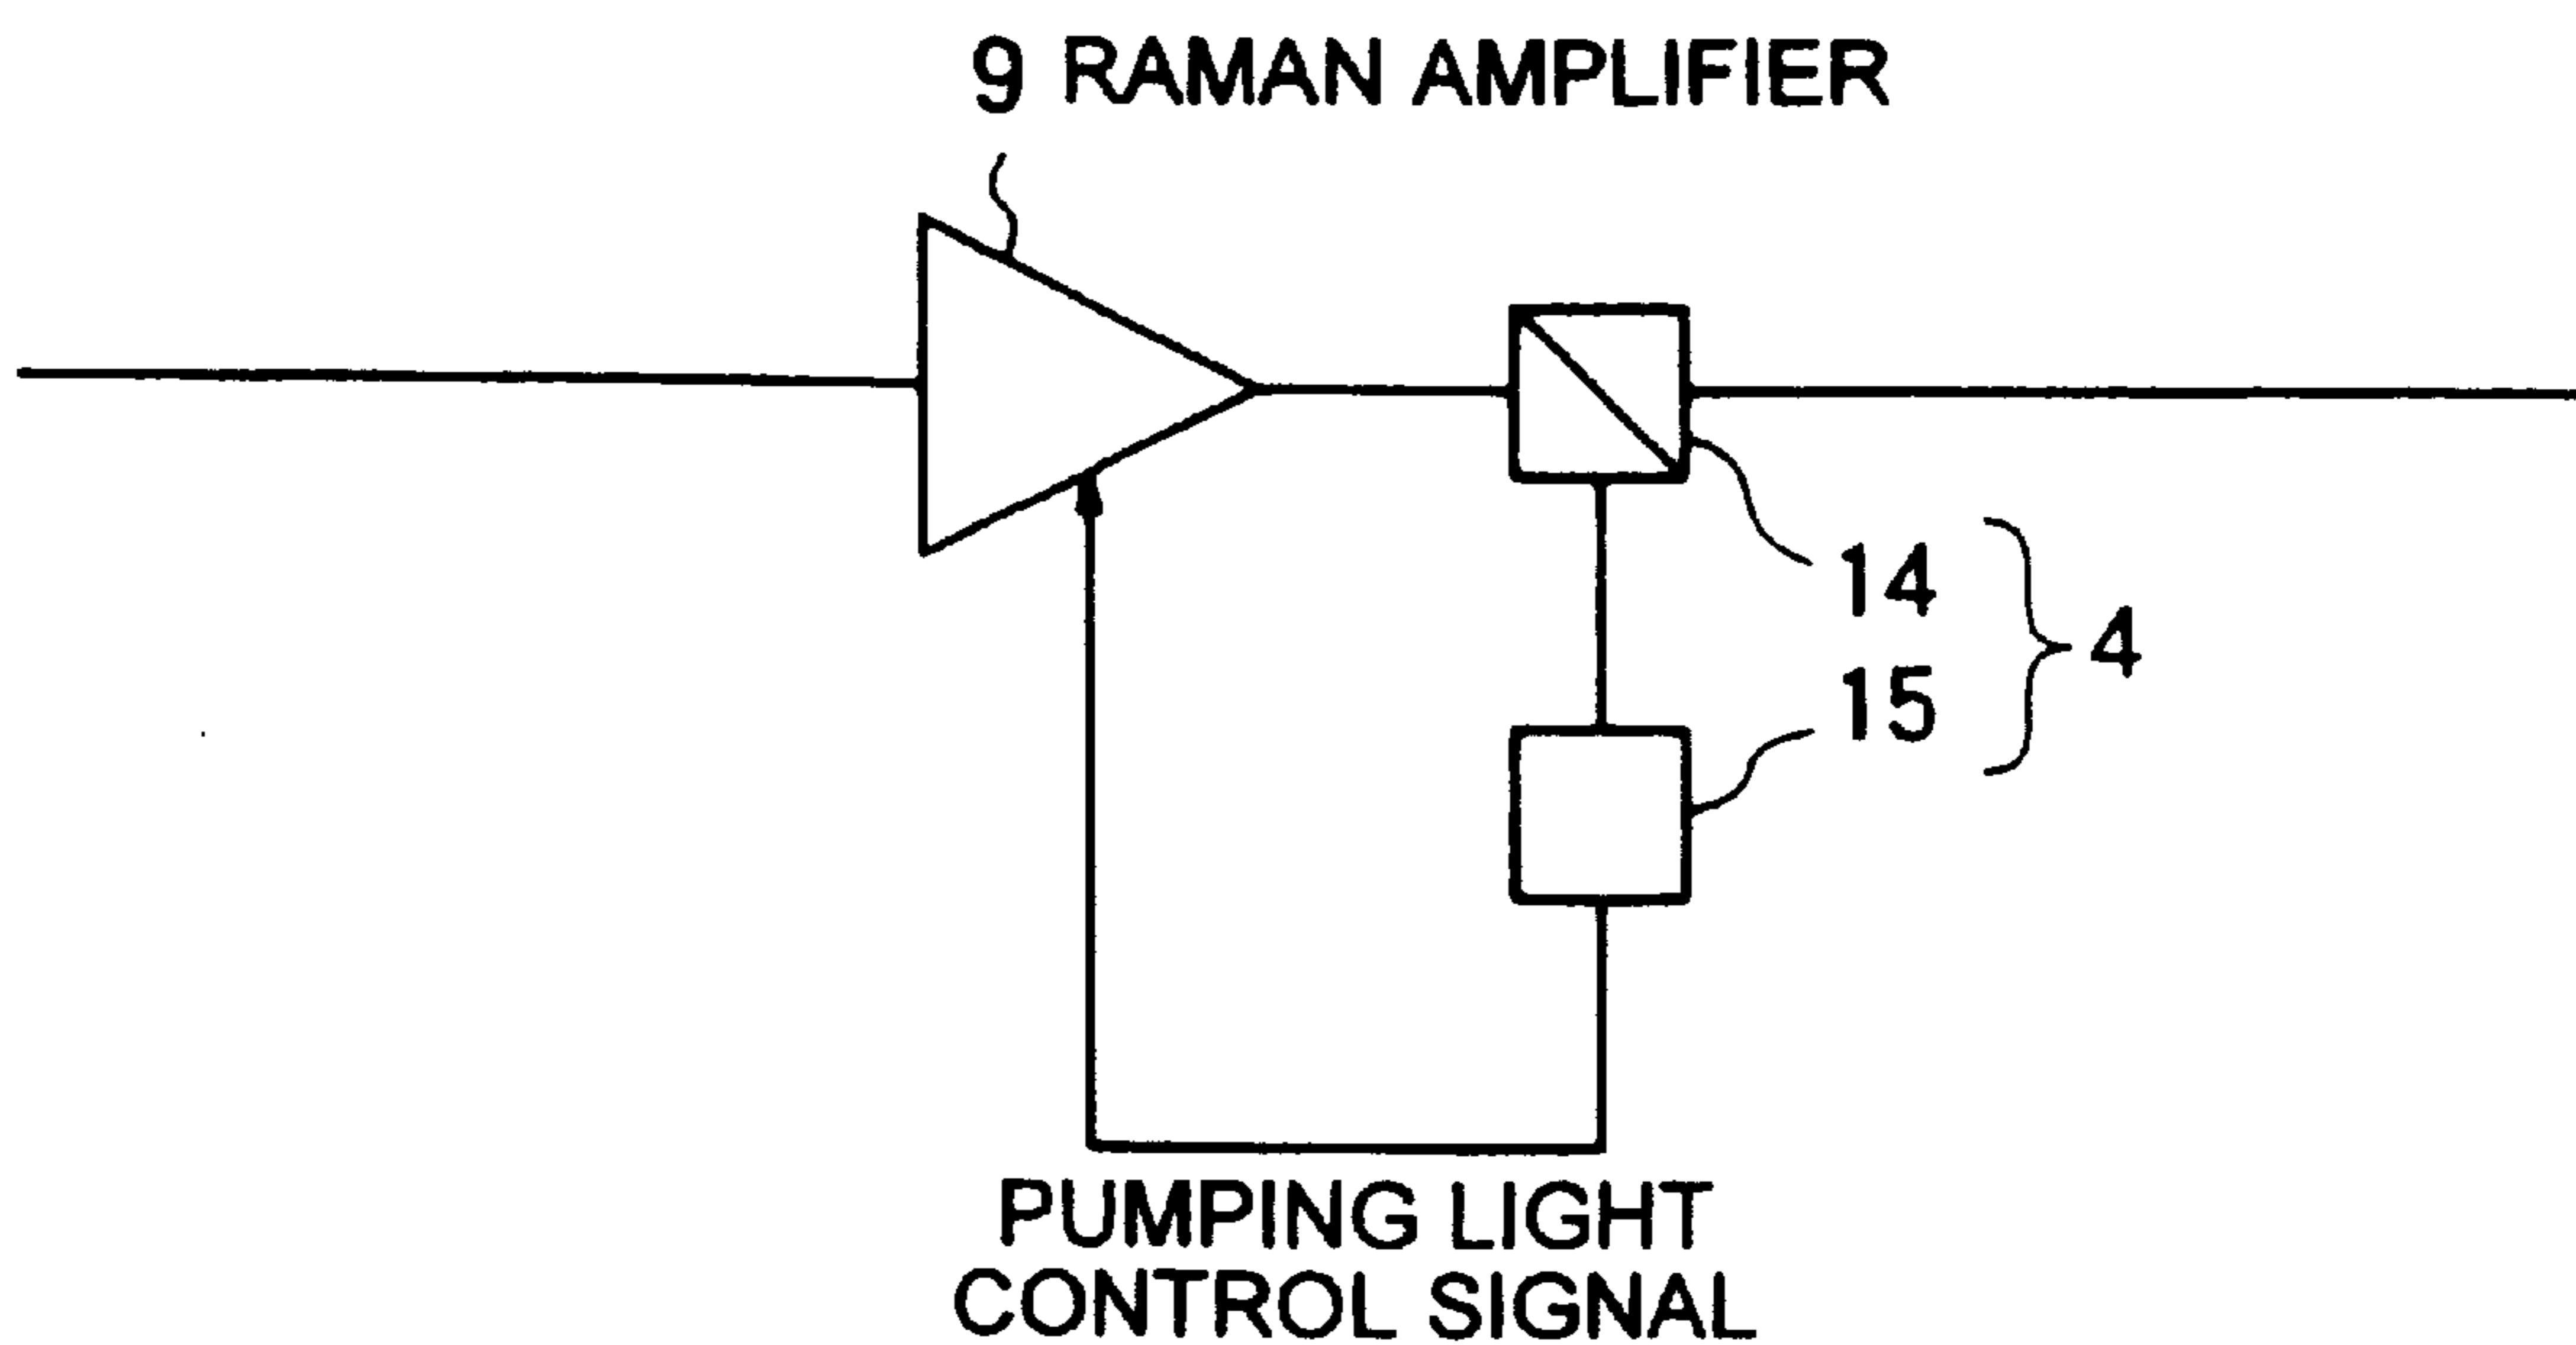 9 RAMAN AMPLIFIER
14
4
15
PUMPING LIGHT
CONTROL SIGNAL